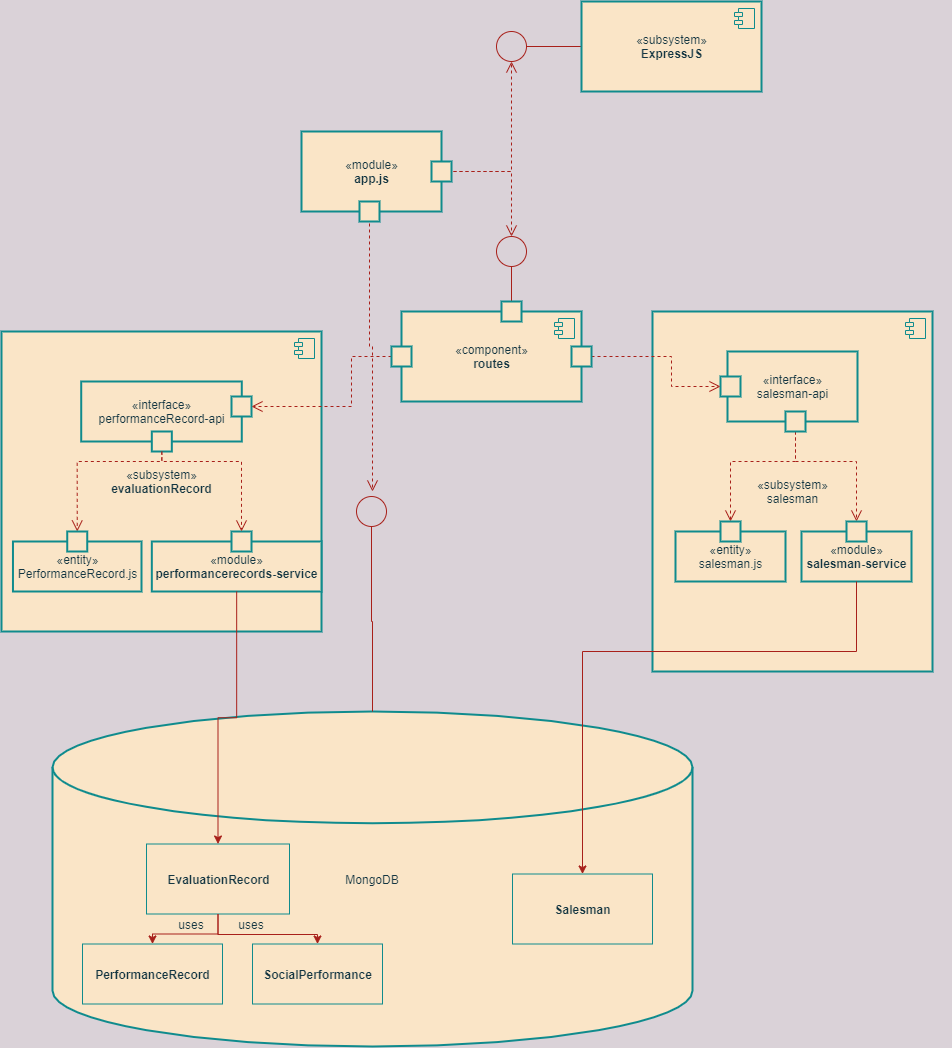 «subsystem»
ExpressJS
«module»
app.js
«component»
routes
«interface»
performanceRecord-api
«subsystem»
evaluationRecord
«entity»
PerformanceRecord.js
«module»
performancerecords-service
«interface»
salesman-api
«subsystem»
salesman
«entity»
salesman.js
«module»
salesman-service
EvaluationRecord
MongoDB
Salesman
uses
uses
PerformanceRecord
SocialPerformance